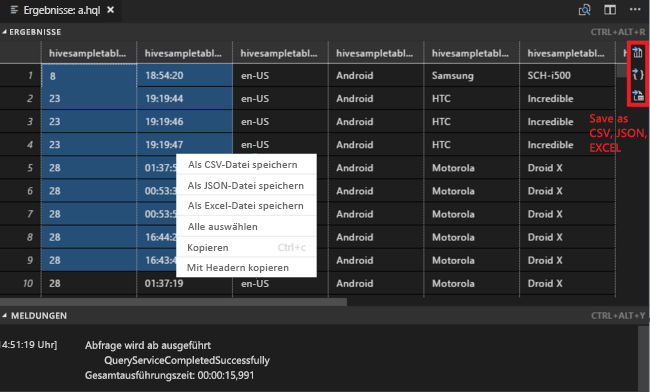 Ergebnisse: a.hql
ERGEBNISSE CTRL+ALT+R
hivesampletabl... hivesampletabl... hivesampletabl... hivesampletabl... hivesampletabl... hivesampletabl...
1 8 18:54:20 en-US Android Samsung SCH-i500
2 23 19:19:44 en-US Android HTC Incredible
3 23 19:19:46 en-US Android HTC Incredible
4 23 19:19:47 en-US Android HTC Incredible
Save as
CSV, JSON,
EXCEL
5 28 01:37:5 Android Motorola Droid X
6 28 00:53:3 Android Motorola Droid X
7 28 00:53:5 Android Motorola Droid X
8 28 16:44:2 Android Motorola Droid X
9 28 16:43:4 Android Motorola Droid X
10 28 01:37:19 en-US Android Motorola Droid X
Als CSV-Datei speichern
Als JSON-Datei speichern
Als Excel-Datei speichern
Alle auswählen
Kopieren Ctrl+c
Mit Headern kopieren
MELDUNGEN CTRL+ALT+Y
14:51:19 Uhr] Abfrage wird ab ausgeführt
QueryServiceCompletedSuccessfully
Gesamtausführungszeit: 00:00:15,991